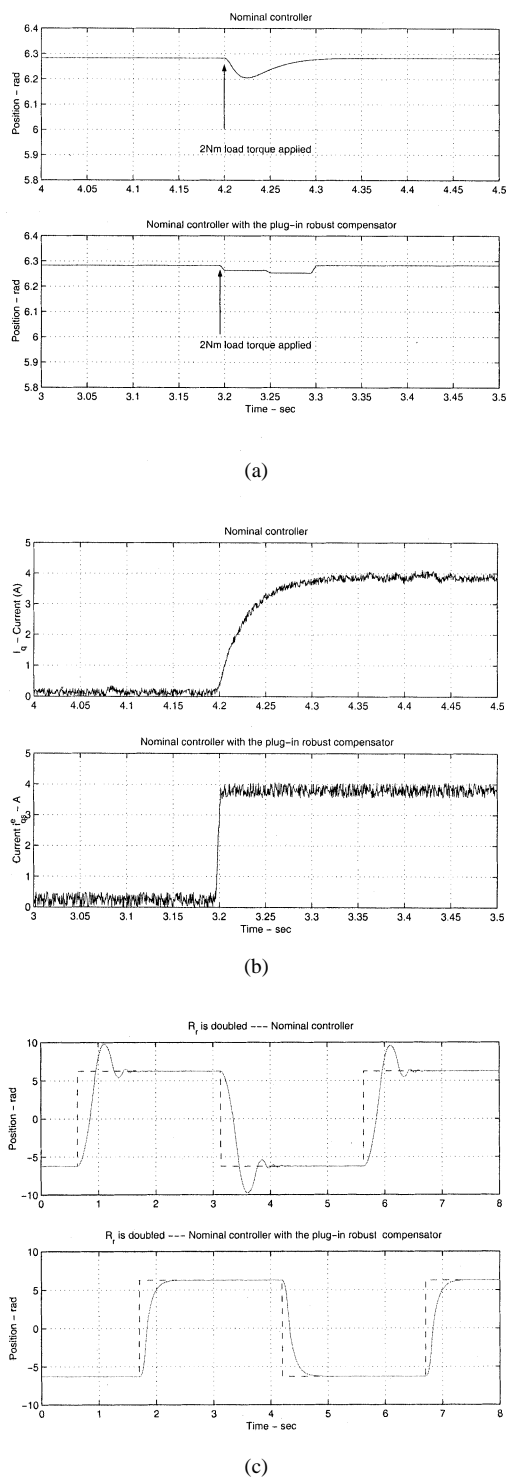 Nominal controller
6.4
6.3
6.2
6.1
6
5.9
5.8
Position − rad
2Nm load torque applied
4 4.05 4.1 4.15 4.2 4.25 4.3 4.35 4.4 4.45 4.5
Nominal controller with the plug−in robust compensator
6.4
6.3
6.2
6.1
6
5.9
5.8
Position − rad
2Nm load torque applied
3 3.05 3.1 3.15 3.2 3.25 3.3 3.35 3.4 3.45 3.5
Time − sec
(a)
Nominal controller
5
4
3
2
1
0
i_q − Current (A)
4 4.05 4.1 4.15 4.2 4.25 4.3 4.35 4.4 4.45 4.5
Nominal controller with the plug−in robust compensator
5
4
3
2
1
0
Current − A
3 3.05 3.1 3.15 3.2 3.25 3.3 3.35 3.4 3.45 3.5
Time − sec
(b)
R_r is doubled −−− Nominal controller
10
5
0
−5
−10
Position − rad
0 1 2 3 4 5 6 7 8
R_r is doubled −−− Nominal controller with the plug−in robust compensator
10
5
0
−5
−10
Position − rad
0 1 2 3 4 5 6 7 8
Time − sec
(c)